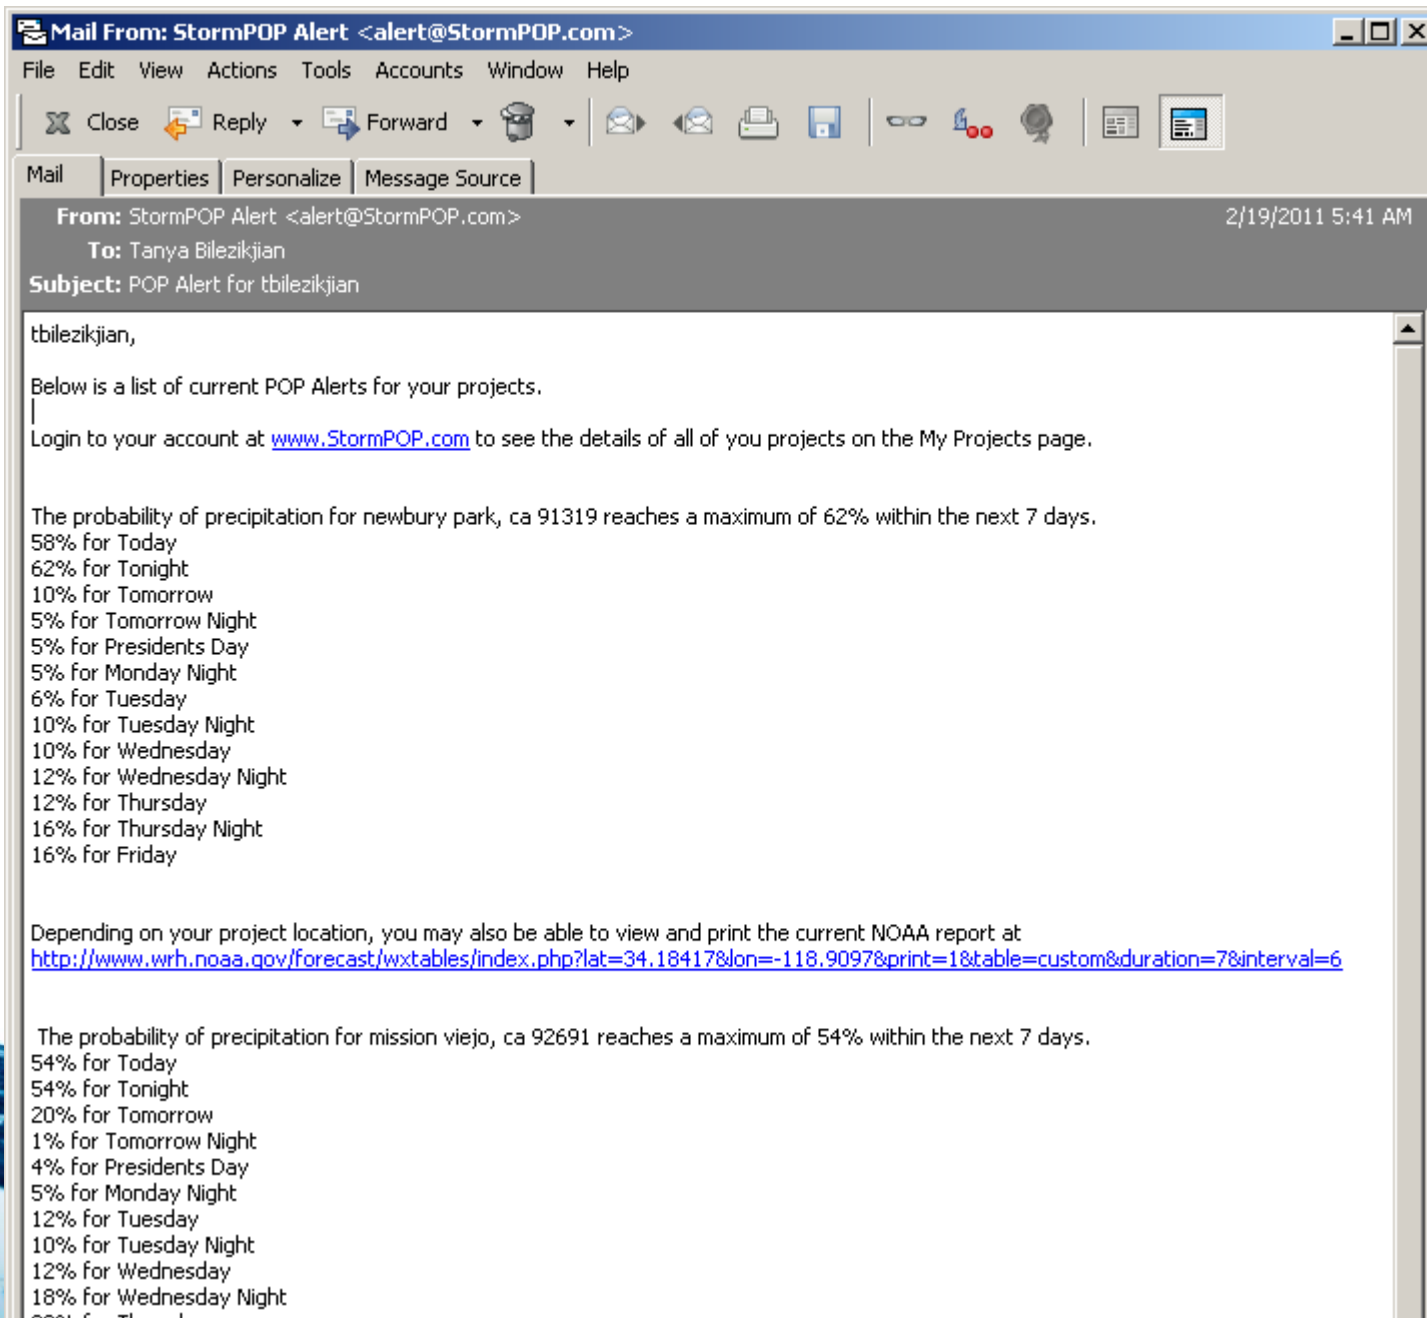 Mail From: StormPOP Alert <alert@StormPOP.com>
File Edit View Actions Tools Accounts Window Help
Close Reply Forward
Mail Properties Personalize Message Source
From: StormPOP Alert <alert@StormPOP.com> 2/19/2011 5:41 AM
To: Tanya Bilezikjian
Subject: POP Alert for tbilezikjian
tbilezikjian,
Below is a list of current POP Alerts for your projects.
Login to your account at www.StormPOP.com to see the details of all of you projects on the My Projects page.
The probability of precipitation for newbury park, ca 91319 reaches a maximum of 62% within the next 7 days.
58% for Today
62% for Tonight
10% for Tomorrow
5% for Tomorrow Night
5% for Presidents Day
5% for Monday Night
6% for Tuesday
10% for Tuesday Night
10% for Wednesday
12% for Wednesday Night
12% for Thursday
16% for Thursday Night
16% for Friday
Depending on your project location, you may also be able to view and print the current NOAA report at
http://www.wrh.noaa.gov/forecast/wxtables/index.php?lat=34.18417&lon=-118.9097&print=1&table=custom&duration=7&interval=6
The probability of precipitation for mission viejo, ca 92691 reaches a maximum of 54% within the next 7 days.
54% for Today
54% for Tonight
20% for Tomorrow
1% for Tomorrow Night
4% for Presidents Day
5% for Monday Night
12% for Tuesday
10% for Tuesday Night
12% for Wednesday
18% for Wednesday Night